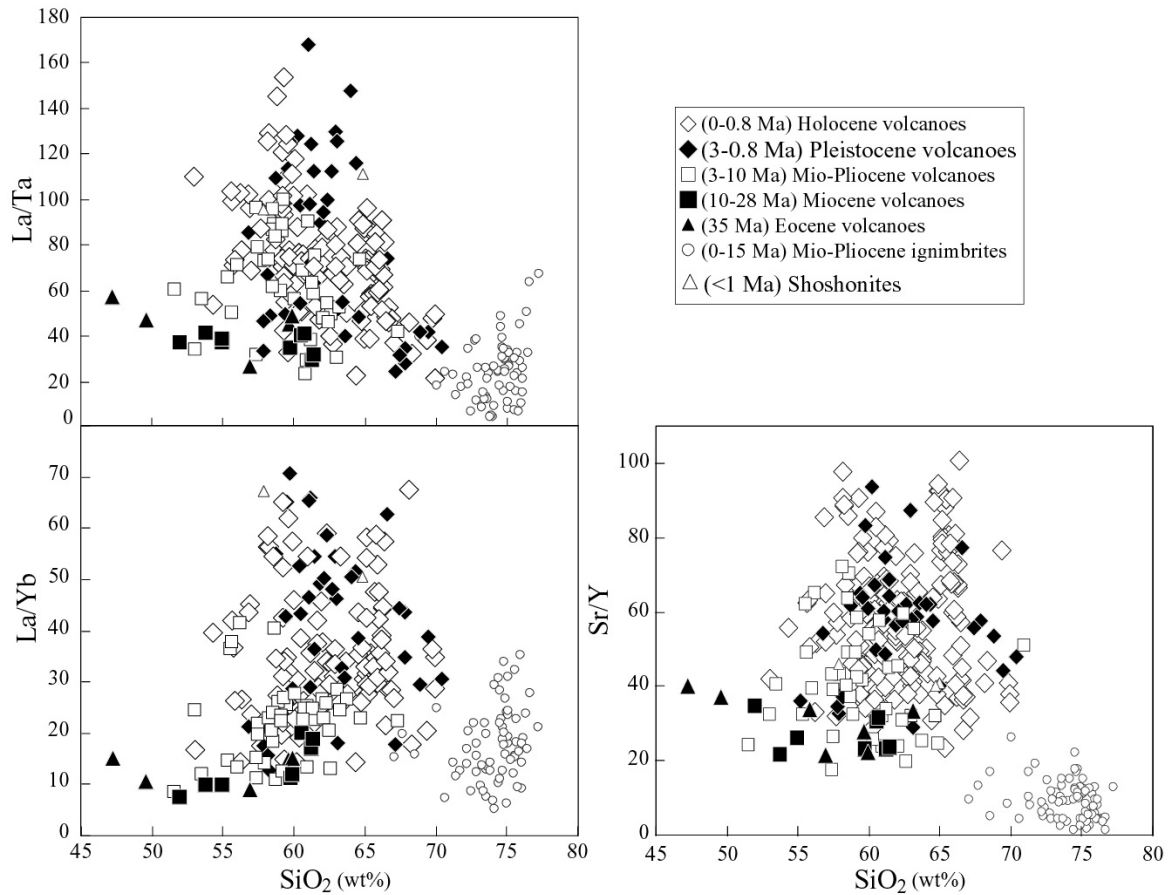 180
160
140
120
100
80
60
40
20
0
La/Ta
(0-0.8 Ma) Holocene volcanoes
(3-0.8 Ma) Pleistocene volcanoes
(3-10 Ma) Mio-Pliocene volcanoes
(10-28 Ma) Miocene volcanoes
(35 Ma) Eocene volcanoes
(0-15 Ma) Mio-Pliocene ignimbrites
(<1 Ma) Shoshonites
70
60
50
40
30
20
10
0
La/Yb
45 50 55 60 65 70 75 80
SiO2 (wt%)
100
80
60
40
20
0
Sr/Y
45 50 55 60 65 70 75 80
SiO2 (wt%)